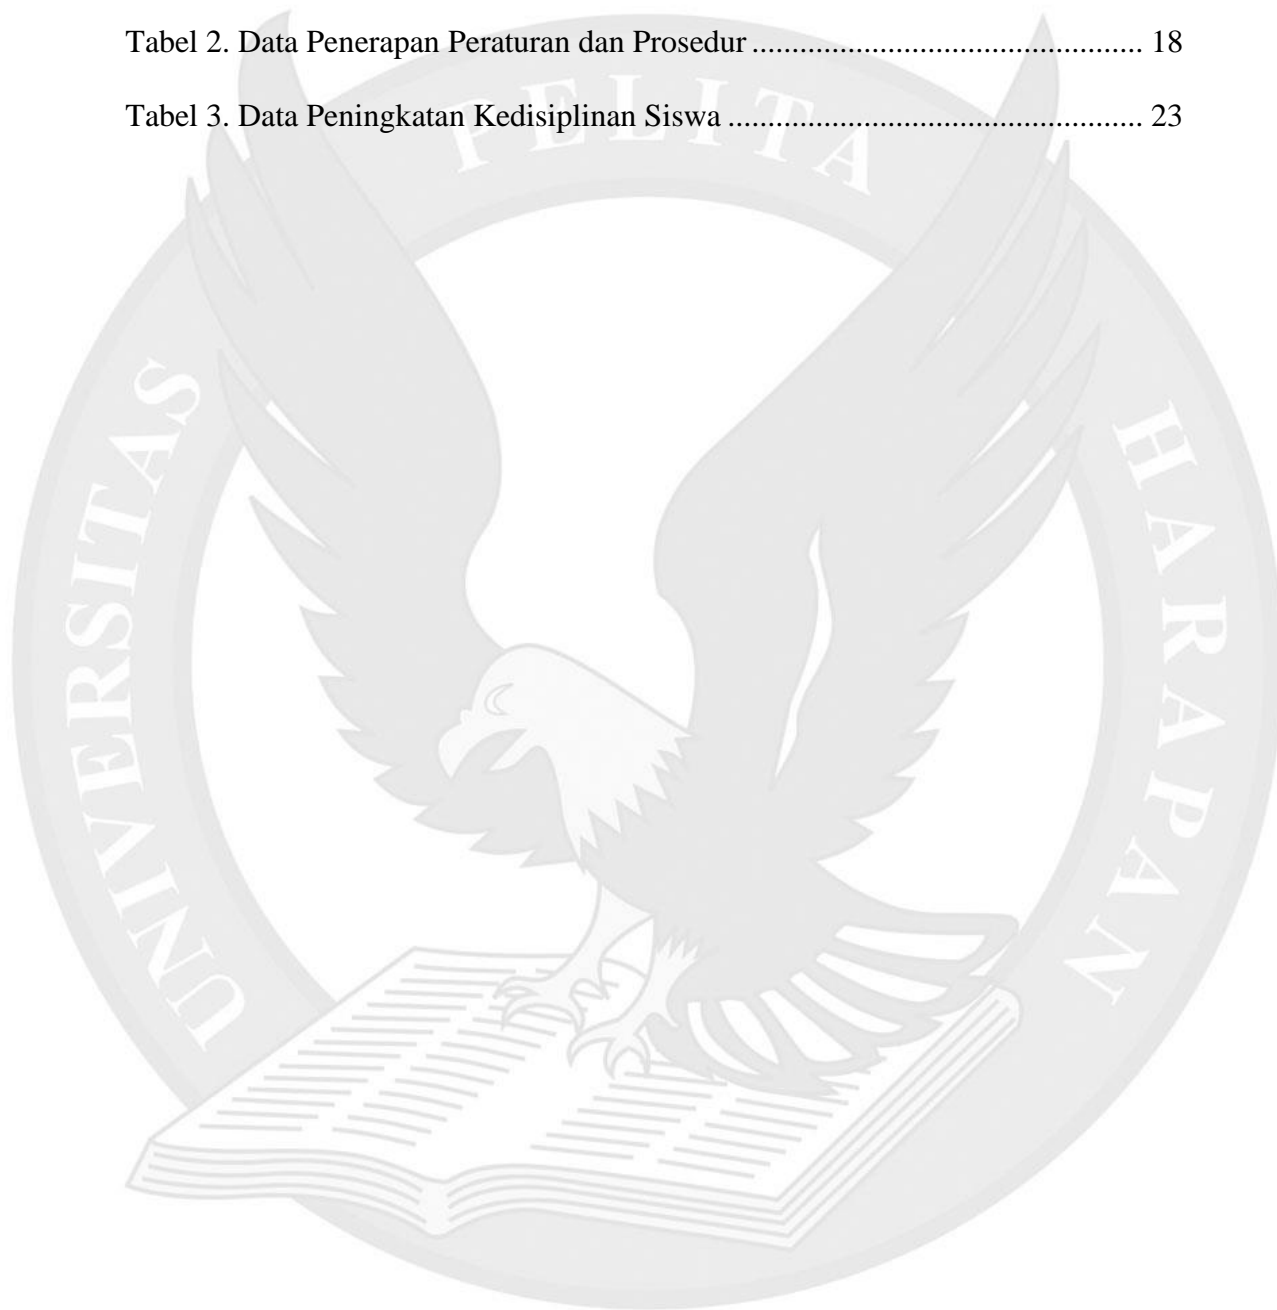 Tabel 2. Data Penerapan Peraturan dan Prosedur ................................................. 18
Tabel 3. Data Peningkatan Kedisiplinan Siswa .................................................... 23
UNIVERSITAS PELITA HARAPAN